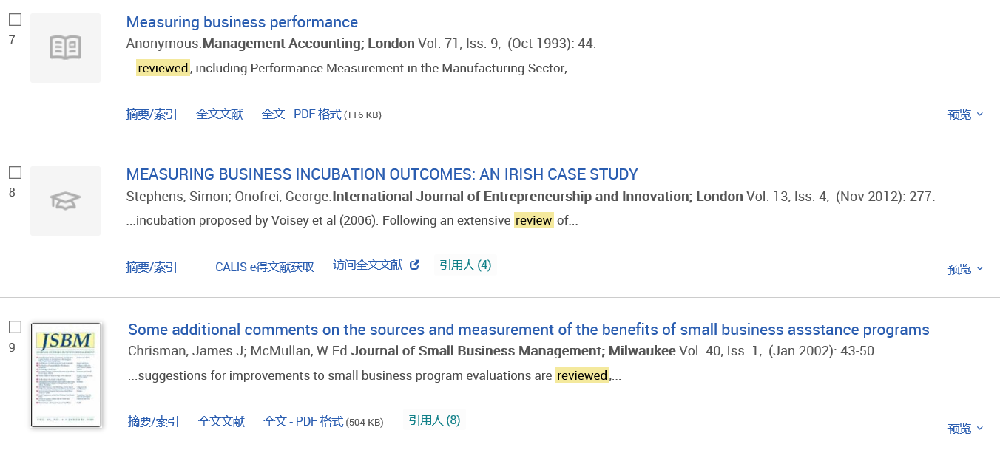 Measuring business performance
7
Anonymous.Management Accounting; London Vol. 71, Iss. 9, (Oct 1993): 44.
...reviewed, including Performance Measurement in the Manufacturing Sector,...
摘要/索引 全文文献 全文 - PDF 格式 (116 KB) 预览
MEASURING BUSINESS INCUBATION OUTCOMES: AN IRISH CASE STUDY
8
Stephens, Simon; Onofrei, George.International Journal of Entrepreneurship and Innovation; London Vol. 13, Iss. 4, (Nov 2012): 277.
...incubation proposed by Voisey et al (2006). Following an extensive review of...
摘要/索引 CALIS e得文献获取 访问全文文献 引用人 (4) 预览
Some additional comments on the sources and measurement of the benefits of small business assstance programs
9
JSBM
Chrisman, James J; McMullan, W Ed.Journal of Small Business Management; Milwaukee Vol. 40, Iss. 1, (Jan 2002): 43-50.
...suggestions for improvements to small business program evaluations are reviewed,...
摘要/索引 全文文献 全文 - PDF 格式 (504 KB) 引用人 (8) 预览